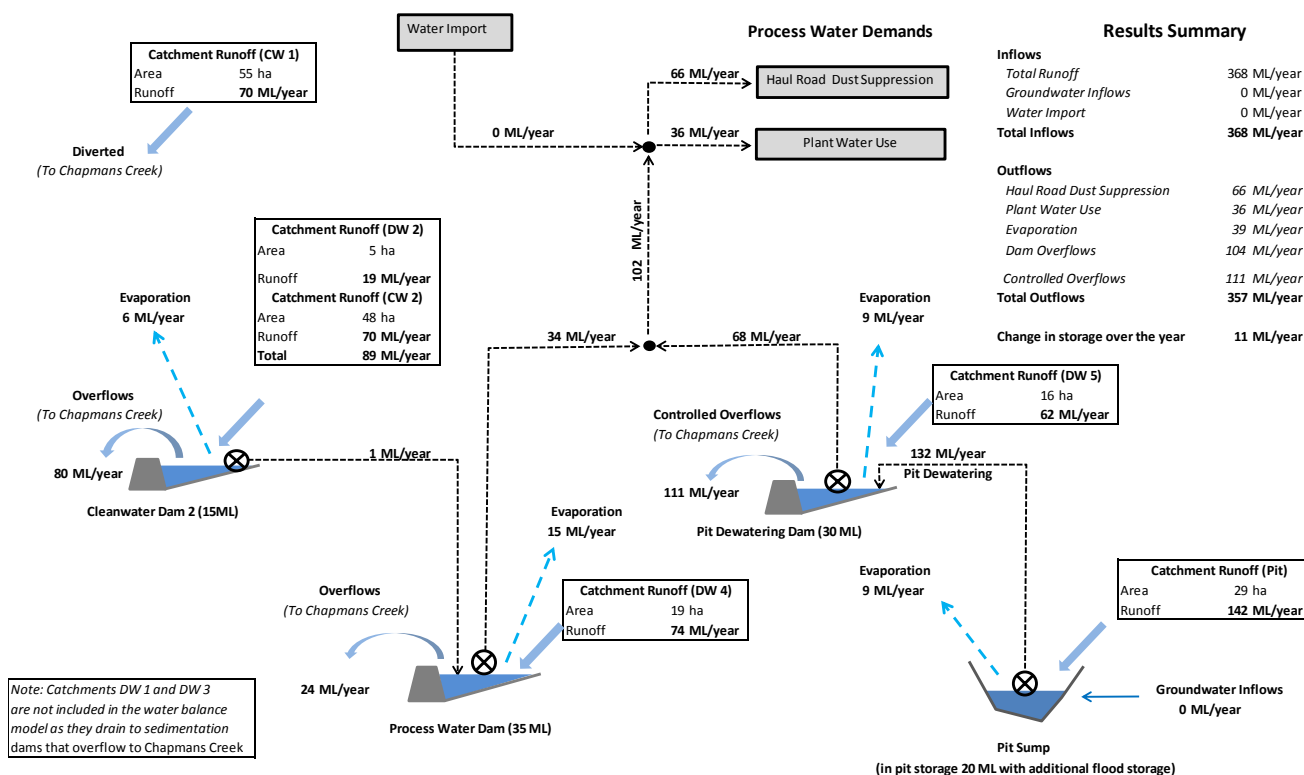 Water Import
Process Water Demands
Results Summary
Catchment Runoff (CW 1)
Area 55 ha
Runoff 70 ML/year
Diverted
(To Chapmans Creek)
66 ML/year
Haul Road Dust Suppression
0 ML/year
36 ML/year
Plant Water Use
Inflows
Total Runoff 368 ML/year
Groundwater Inflows 0 ML/year
Water Import 0 ML/year
Total Inflows 368 ML/year
Outflows
Haul Road Dust Suppression 66 ML/year
Plant Water Use 36 ML/year
Evaporation 39 ML/year
Dam Overflows 104 ML/year
Controlled Overflows 111 ML/year
Total Outflows 357 ML/year
Change in storage over the year 11 ML/year
102 ML/year
Catchment Runoff (DW 2)
Area 5 ha
Runoff 19 ML/year
Catchment Runoff (CW 2)
Area 48 ha
Runoff 70 ML/year
Total 89 ML/year
Evaporation
6 ML/year
34 ML/year
68 ML/year
Evaporation
9 ML/year
Overflows
(To Chapmans Creek)
80 ML/year
Cleanwater Dam 2 (15ML)
1 ML/year
Controlled Overflows
(To Chapmans Creek)
111 ML/year
Pit Dewatering Dam (30 ML)
Catchment Runoff (DW 5)
Area 16 ha
Runoff 62 ML/year
132 ML/year
Pit Dewatering
Evaporation
15 ML/year
Overflows
(To Chapmans Creek)
24 ML/year
Process Water Dam (35 ML)
Catchment Runoff (DW 4)
Area 19 ha
Runoff 74 ML/year
Evaporation
9 ML/year
Catchment Runoff (Pit)
Area 29 ha
Runoff 142 ML/year
Groundwater Inflows
0 ML/year
Pit Sump
(in pit storage 20 ML with additional flood storage)
Note: Catchments DW 1 and DW 3
are not included in the water balance
model as they drain to sedimentation
dams that overflow to Chapmans Creek